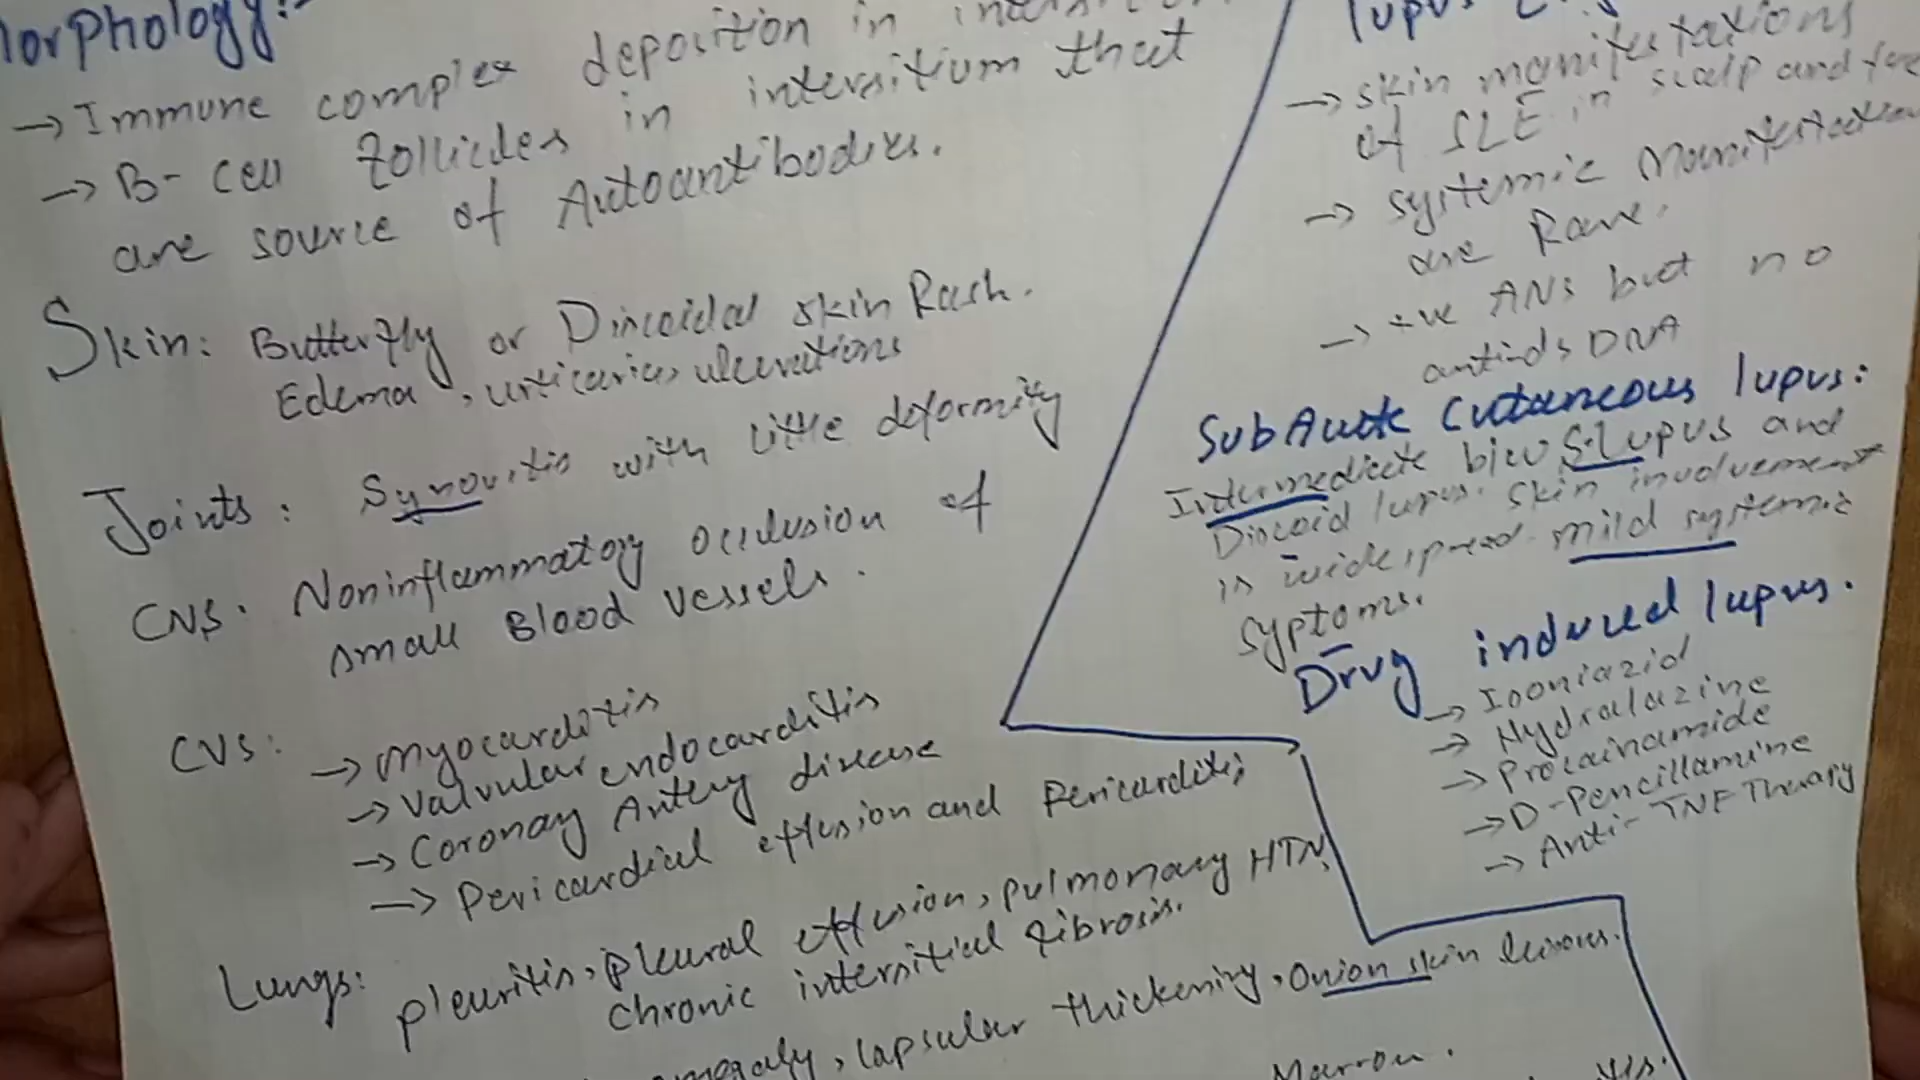 Morphology:-
→ Immune complex deposition in
→ B-cell follicles in intersitium that
are source of Autoantibodies.
Skin: Butterfly or Discoidal skin Rash.
Edema, urticaria, ulcerations
Joints: Synovitis with little deformity
CNS. Noninflammatory occlusion of
small Blood vessels.
CVS: → myocarditis
→ valvular endocarditis
→ Coronay Artery disease
→ Pericardial effusion and Pericarditis
Lungs: pleuritis, pleural effusion, pulmonary HTN,
chronic intersitial fibrosis.
capsular thickening, Onion skin lesions.
Marrow.
lupus
→ skin manifestations
of SLE in scalp and
→ systemic Manifestation
are Rare.
→ +ve ANs but no
antids DNA
SubAute Cutaneous lupus:
Intermediate b/w S.Lupus and
Discoid lupus. skin involvement
is widespread. mild systemic
syptoms.
Drug induced lupus.
→ Isoniazid
→ Hydralazine
→ Procainamide
→ D-Pencillamine
→ Anti-TNF Therapy